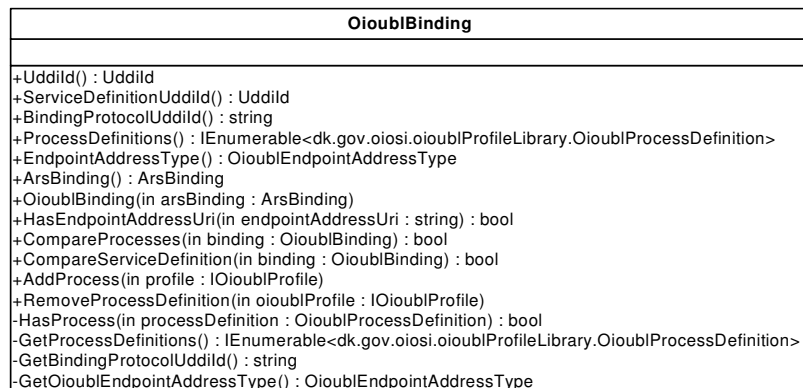 OioublBinding
+UddiId() : UddiId
+ServiceDefinitionUddiId() : UddiId
+BindingProtocolUddiId() : string
+ProcessDefinitions() : IEnumerable<dk.gov.oiosi.oioublProfileLibrary.OioublProcessDefinition>
+EndpointAddressType() : OioublEndpointAddressType
+ArsBinding() : ArsBinding
+OioublBinding(in arsBinding : ArsBinding)
+HasEndpointAddressUri(in endpointAddressUri : string) : bool
+CompareProcesses(in binding : OioublBinding) : bool
+CompareServiceDefinition(in binding : OioublBinding) : bool
+AddProcess(in profile : IOioublProfile)
+RemoveProcessDefinition(in oioublProfile : IOioublProfile)
-HasProcess(in processDefinition : OioublProcessDefinition) : bool
-GetProcessDefinitions() : IEnumerable<dk.gov.oiosi.oioublProfileLibrary.OioublProcessDefinition>
-GetBindingProtocolUddiId() : string
-GetOioublEndpointAddressType() : OioublEndpointAddressType